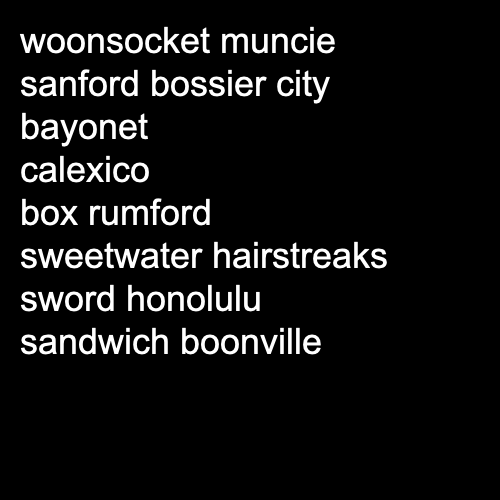 woonsocket muncie
sanford bossier city
bayonet
calexico
box rumford
sweetwater hairstreaks
sword honolulu
sandwich boonville